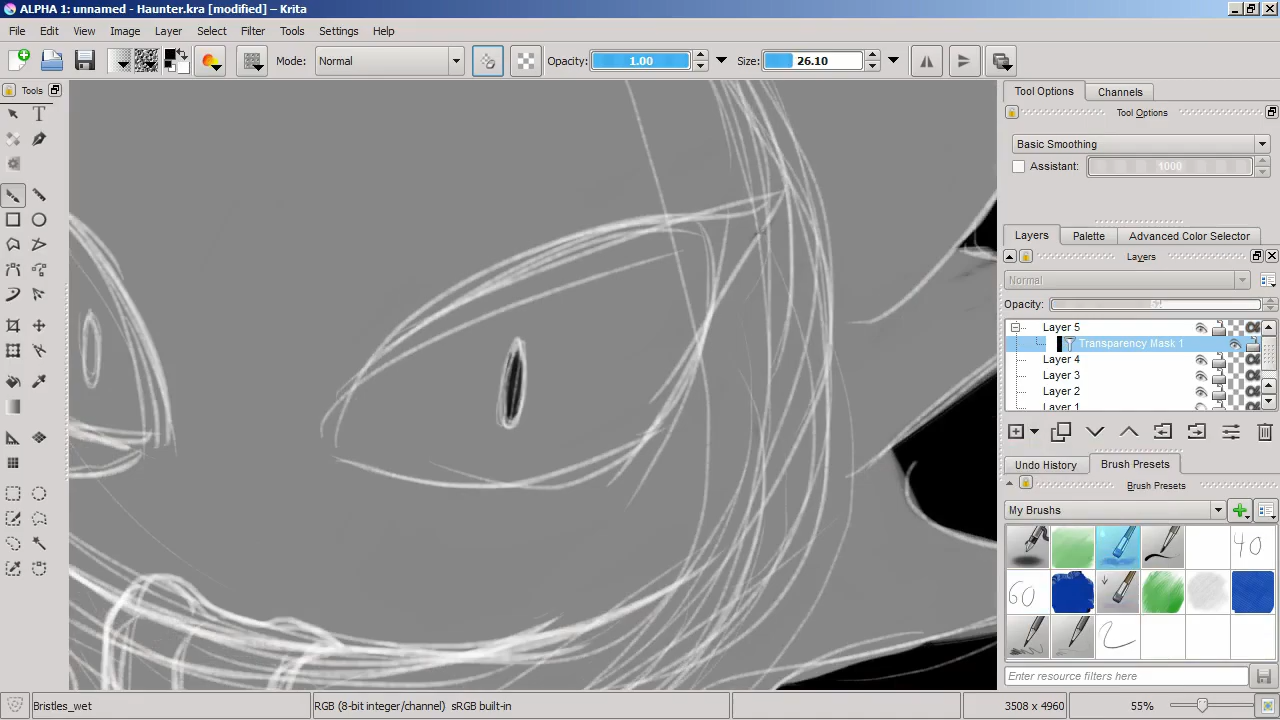 ALPHA 1: unnamed - Haunter.kra [modified] – Krita
File Edit View Image Layer Select Filter Tools Settings Help
Mode: Normal Opacity: 1.00 Size: 26.10
Tools
Tool Options Channels
Tool Options
Basic Smoothing
Assistant: 1000
Layers Palette Advanced Color Selector
Layers
Normal
Opacity:
Layer 5
Transparency Mask 1
Layer 4
Layer 3
Layer 2
Layer 1
Undo History Brush Presets
Brush Presets
My Brushes
40
60
2
Enter resource filters here
Bristles_wet RGB (8-bit integer/channel) sRGB built-in 3508 x 4960 55%